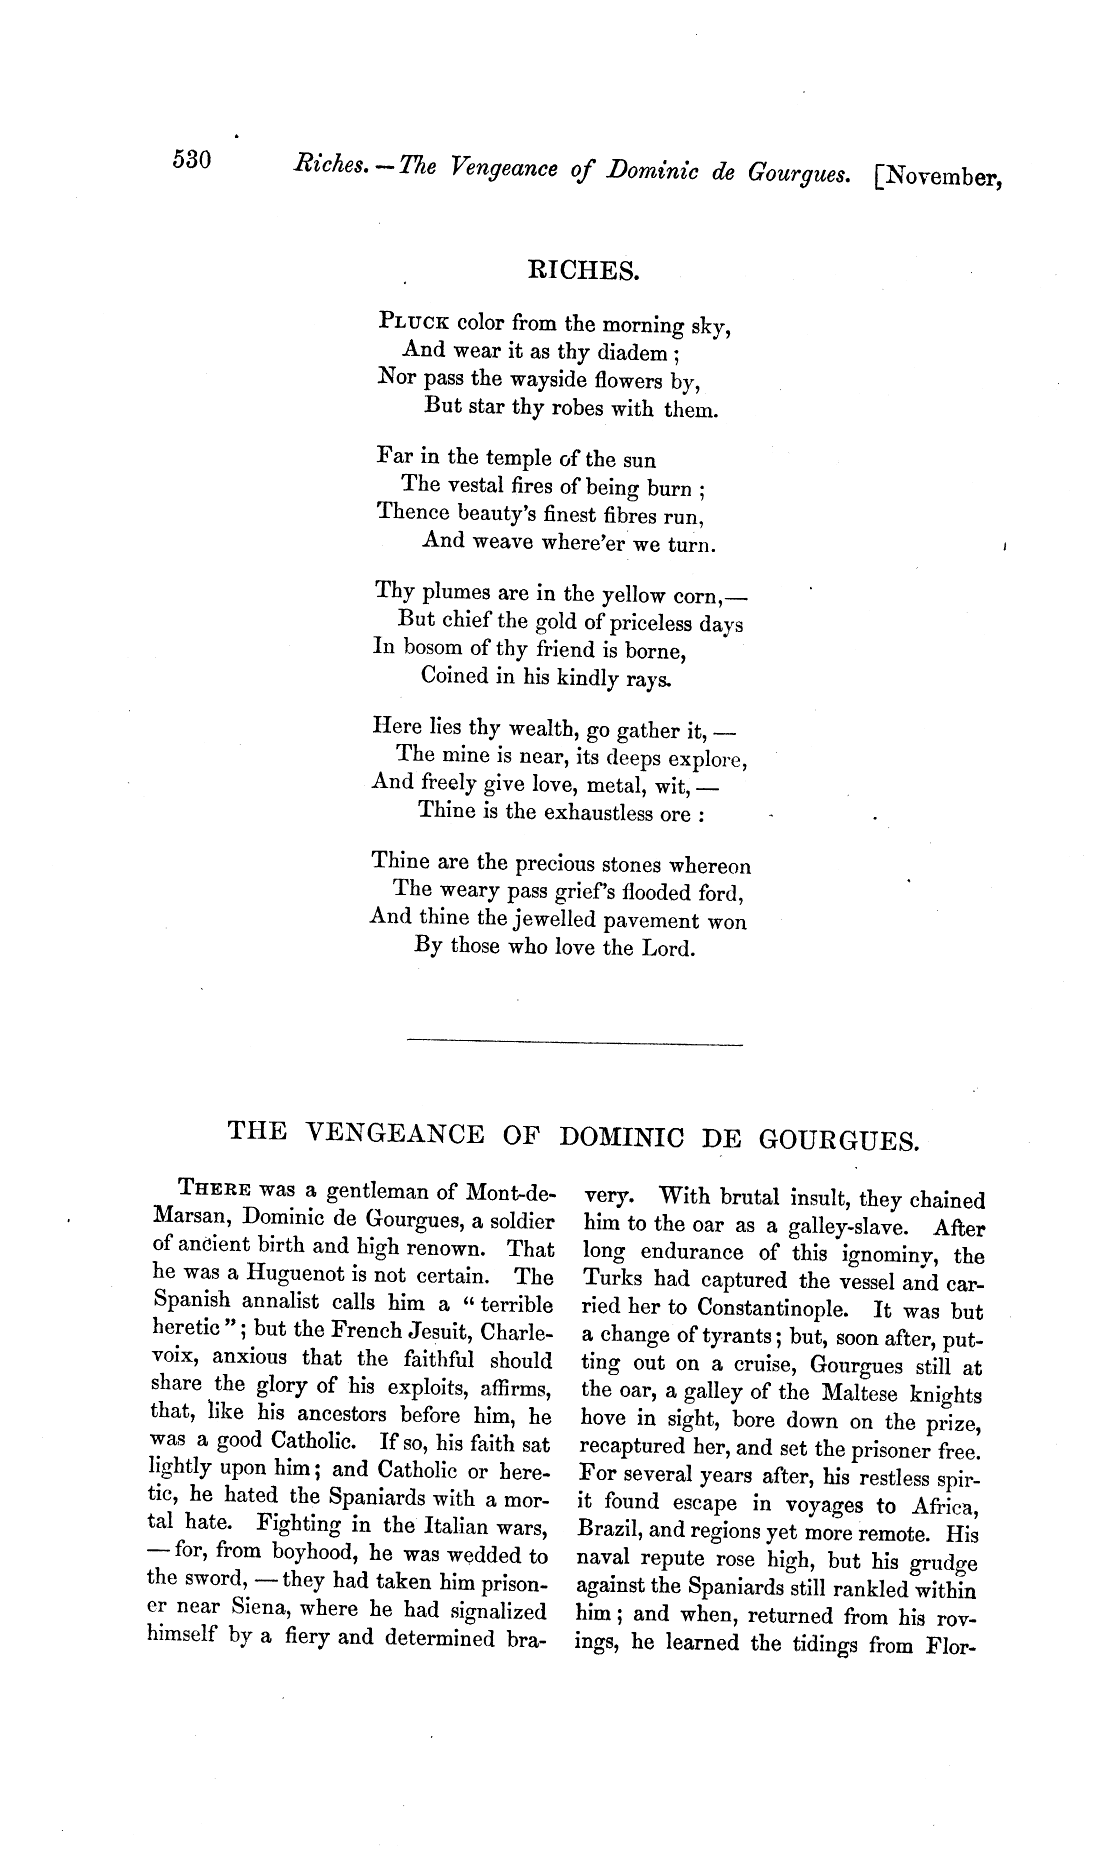 530 Riches. — The Vengeance of Dominic de Gourgues. [November,
RICHES.
PLUCK color from the morning sky,
And wear it as thy diadem ;
Nor pass the wayside flowers by,
But star thy robes with them.
Far in the temple of the sun
The vestal fires of being burn ;
Thence beauty's finest fibres run,
And weave where'er we turn.
Thy plumes are in the yellow corn,—
But chief the gold of priceless days
In bosom of thy friend is borne,
Coined in his kindly rays.
Here lies thy wealth, go gather it, —
The mine is near, its deeps explore,
And freely give love, metal, wit, —
Thine is the exhaustless ore :
Thine are the precious stones whereon
The weary pass grief's flooded ford,
And thine the jewelled pavement won
By those who love the Lord.
THE VENGEANCE OF DOMINIC DE GOURGUES.
THERE was a gentleman of Mont-de-
Marsan, Dominic de Gourgues, a soldier
of ancient birth and high renown. That
he was a Huguenot is not certain. The
Spanish annalist calls him a " terrible
heretic " ; but the French Jesuit, Charle-
voix, anxious that the faithful should
share the glory of his exploits, affirms,
that, like his ancestors before him, he
was a good Catholic. If so, his faith sat
lightly upon him ; and Catholic or here-
tic, he hated the Spaniards with a mor-
tal hate. Fighting in the Italian wars,
— for, from boyhood, he was wedded to
the sword, — they had taken him prison-
er near Siena, where he had signalized
himself by a fiery and determined bra-
very. With brutal insult, they chained
him to the oar as a galley-slave. After
long endurance of this ignominy, the
Turks had captured the vessel and car-
ried her to Constantinople. It was but
a change of tyrants ; but, soon after, put-
ting out on a cruise, Gourgues still at
the oar, a galley of the Maltese knights
hove in sight, bore down on the prize,
recaptured her, and set the prisoner free.
For several years after, his restless spir-
it found escape in voyages to Africa,
Brazil, and regions yet more remote. His
naval repute rose high, but his grudge
against the Spaniards still rankled within
him ; and when, returned from his rov-
ings, he learned the tidings from Flor-